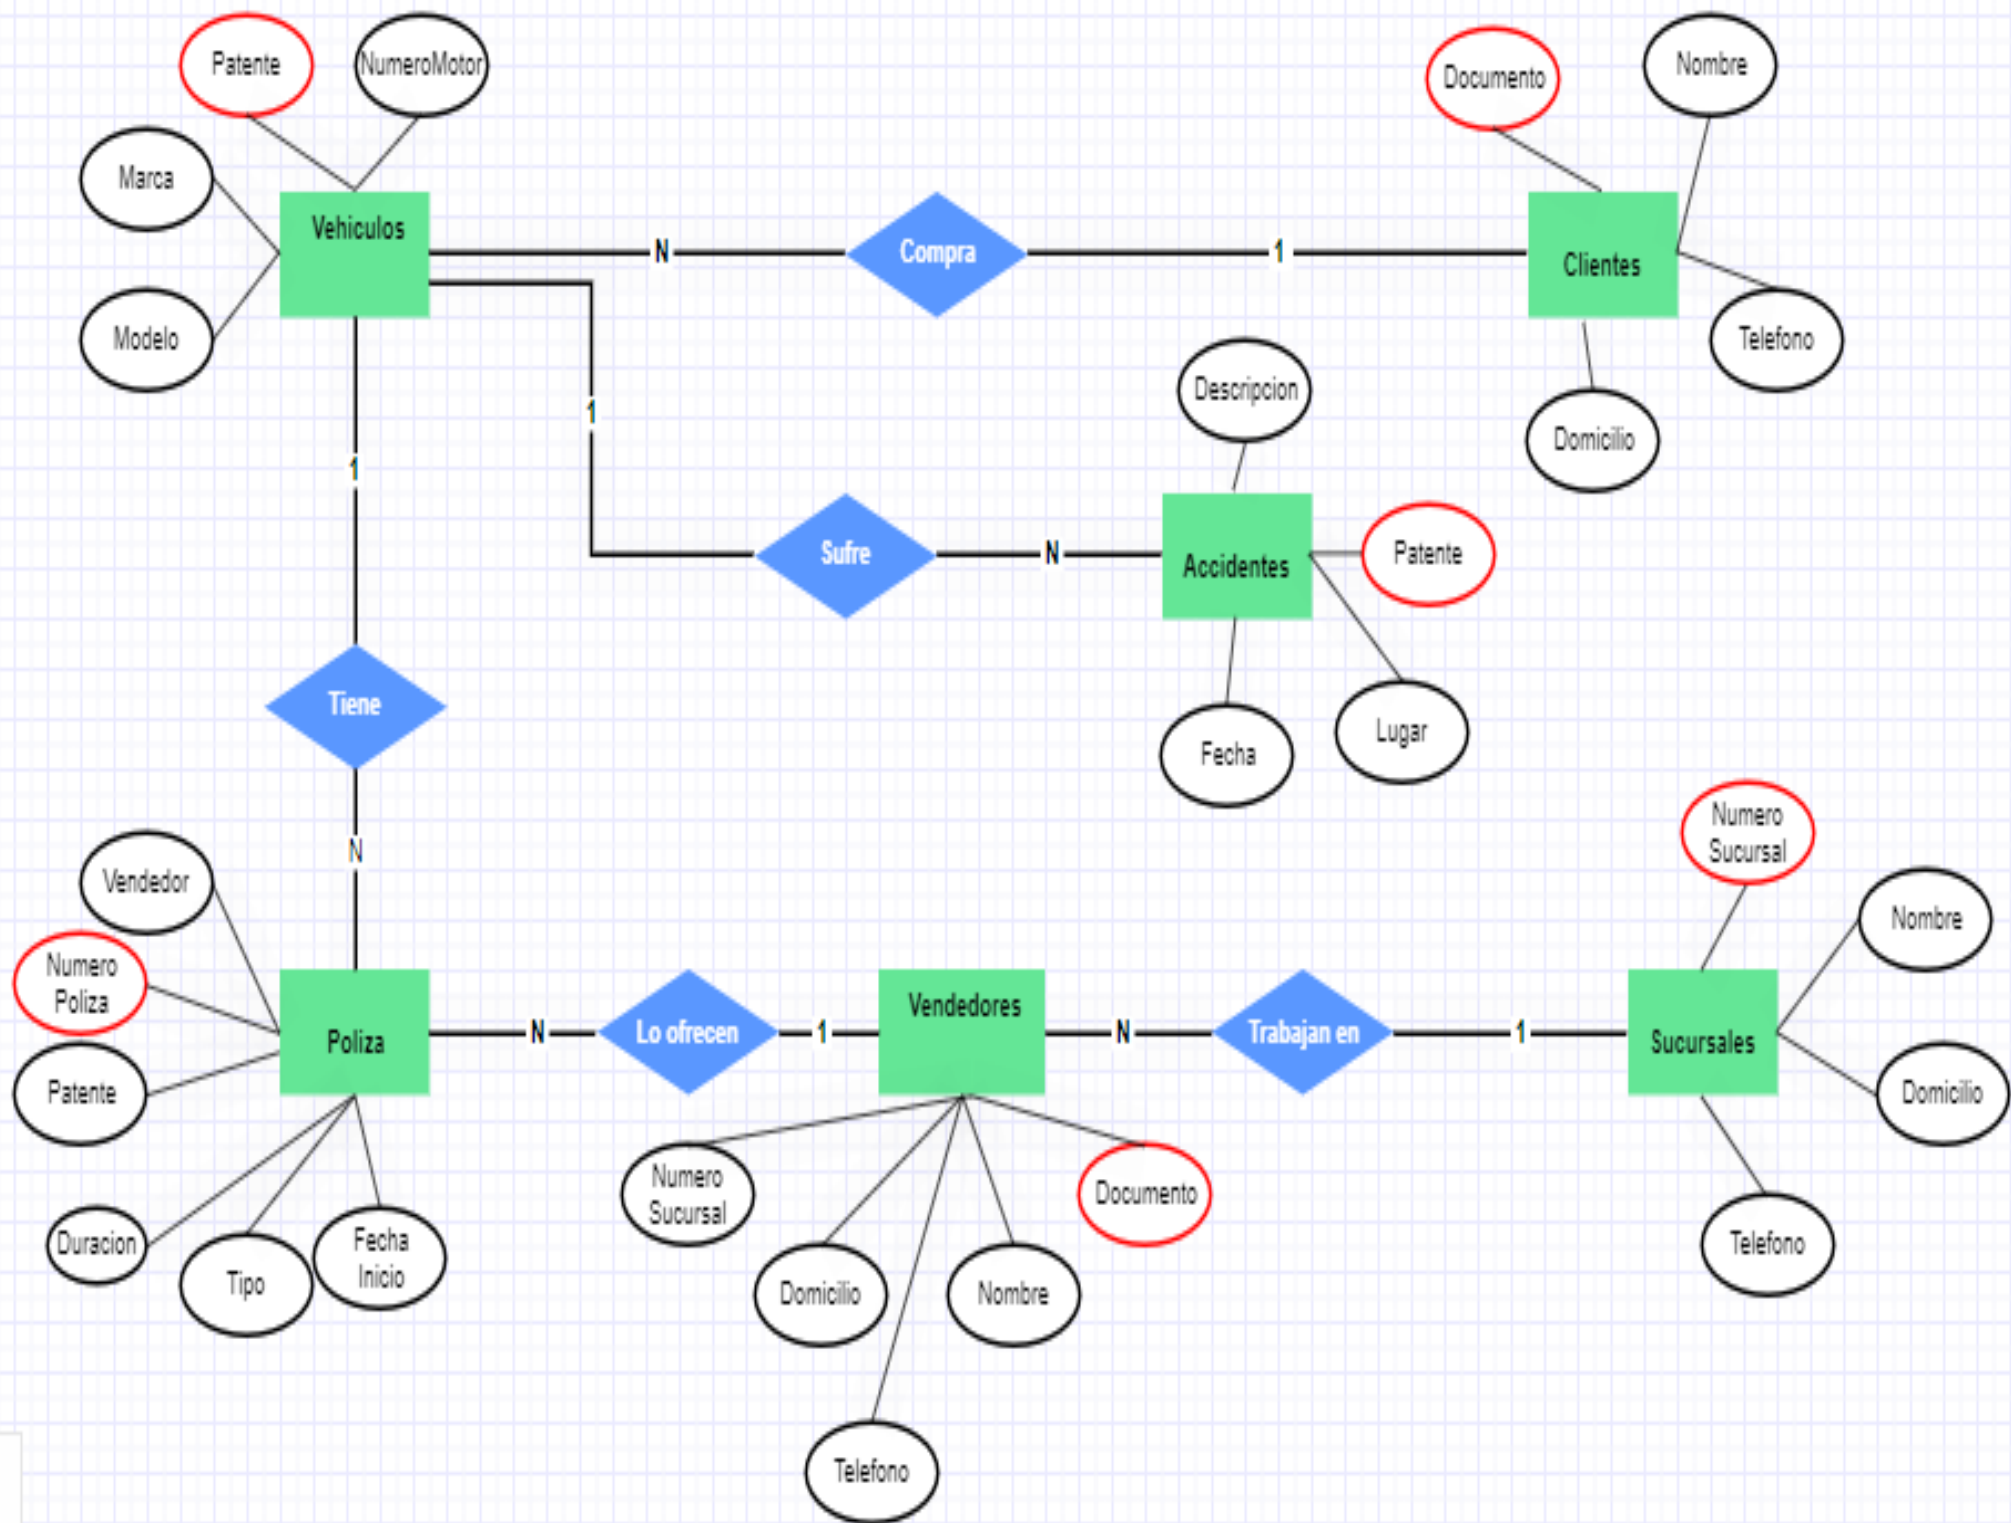 Patente
NumeroMotor
Documento
Nombre
Marca
Vehiculos
N
Compra
1
Clientes
Modelo
Telefono
Descripcion
1
Domicilio
1
Sufre
N
Accidentes
Patente
Tiene
Fecha
Lugar
N
Numero
Sucursal
Vendedor
Nombre
Numero
Poliza
Poliza
N
Lo ofrecen
1
Vendedores
N
Trabajan en
1
Sucursales
Patente
Domicilio
Numero
Sucursal
Documento
Duracion
Tipo
Fecha
Inicio
Domicilio
Nombre
Telefono
Telefono